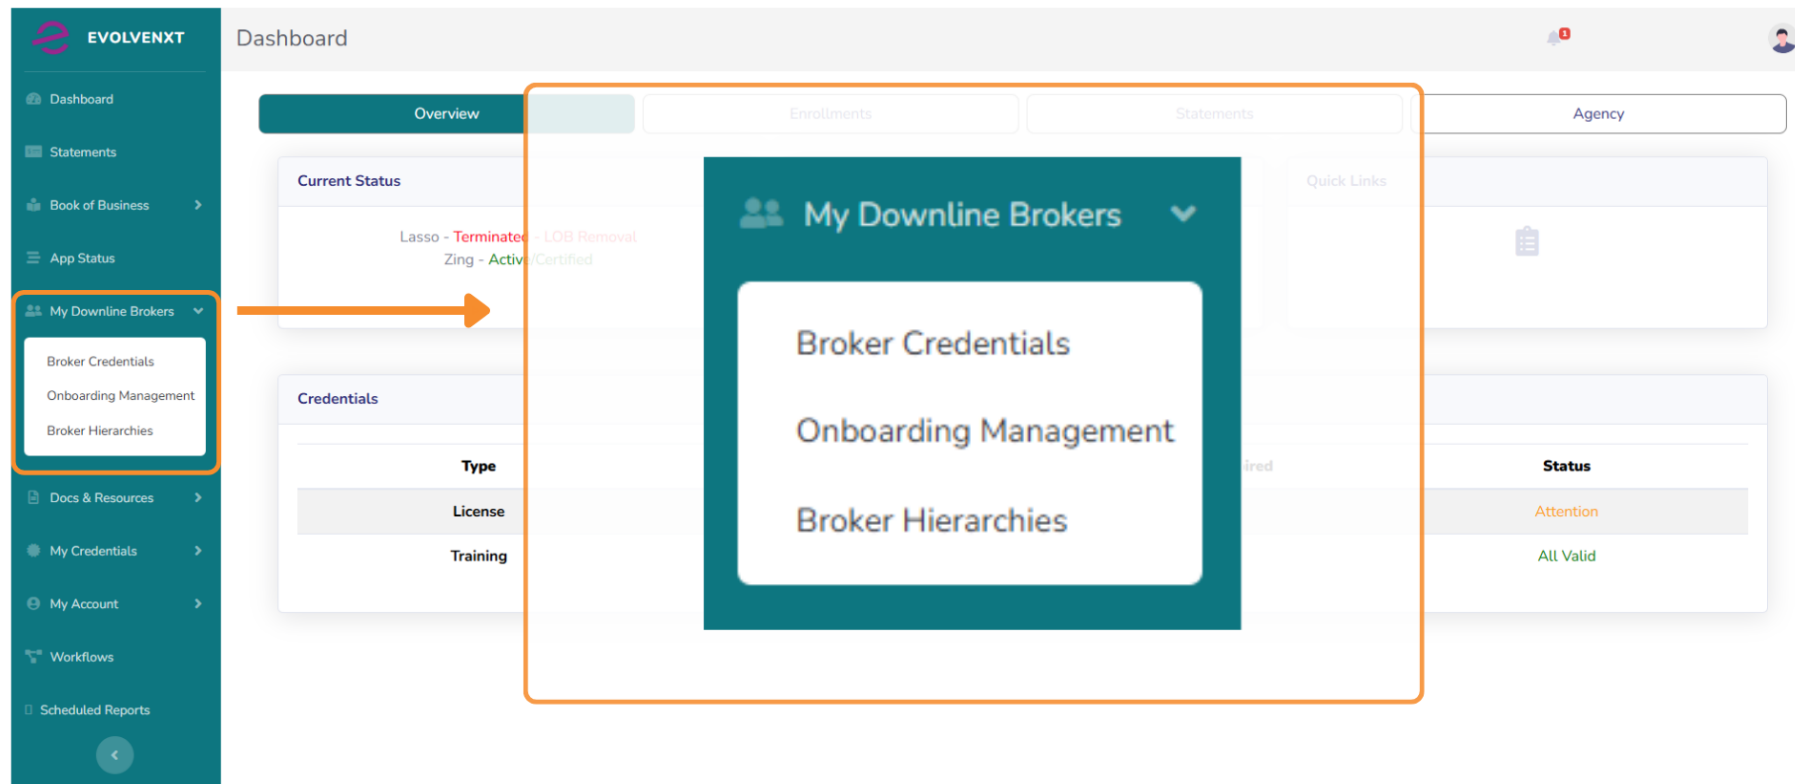 EVOLVENXT
Dashboard
1
Dashboard
Statements
Book of Business
App Status
My Downline Brokers
Broker Credentials
Onboarding Management
Broker Hierarchies
Docs & Resources
My Credentials
My Account
Workflows
Scheduled Reports
Overview
Enrollments
Statements
Agency
Current Status
Quick Links
Lasso - Terminated - LOB Removal
Zing - Active/Certified
My Downline Brokers
Broker Credentials
Onboarding Management
Broker Hierarchies
Credentials
Type
Status
License
Attention
Training
All Valid